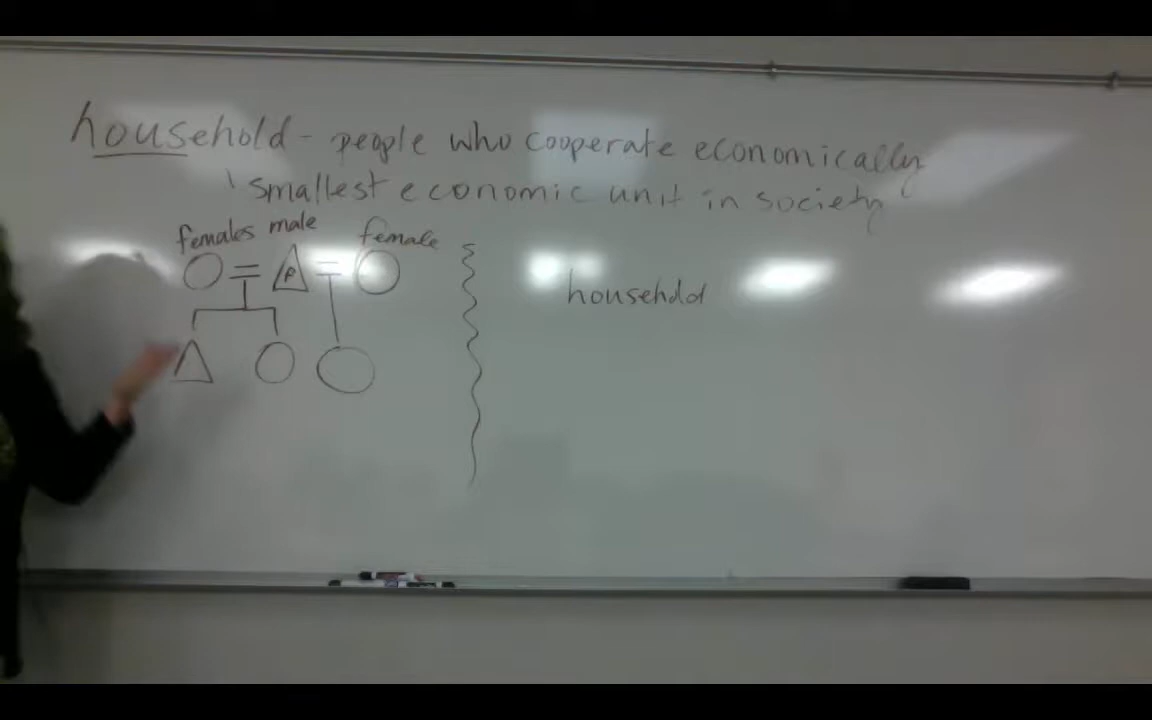 household - people who cooperate economically
smallest economic unit in society
females male female
P
household